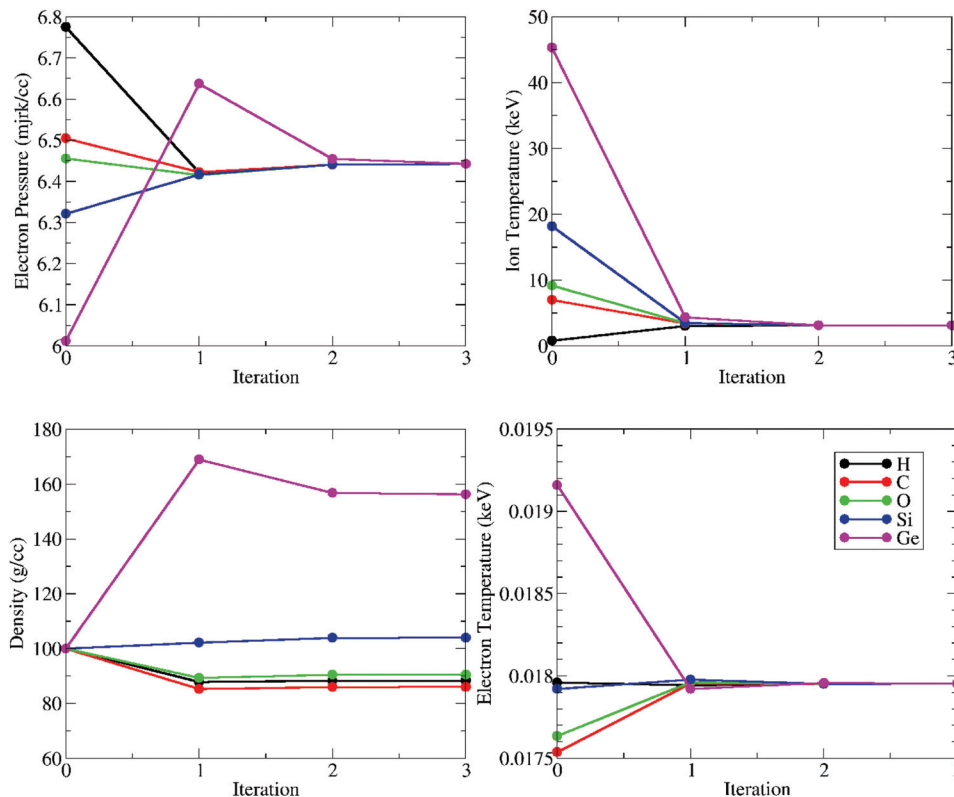 6.8
6.7
6.6
6.5
6.4
6.3
6.2
6.1
6
Electron Pressure (mjrk/cc)
0 1 2 3
Iteration
50
40
30
20
10
0
Ion Temperature (keV)
0 1 2 3
Iteration
180
160
140
120
100
80
60
Density (g/cc)
0 1 2 3
Iteration
0.0195
0.019
0.0185
0.018
0.0175
Electron Temperature (keV)
H
C
O
Si
Ge
0 1 2 3
Iteration